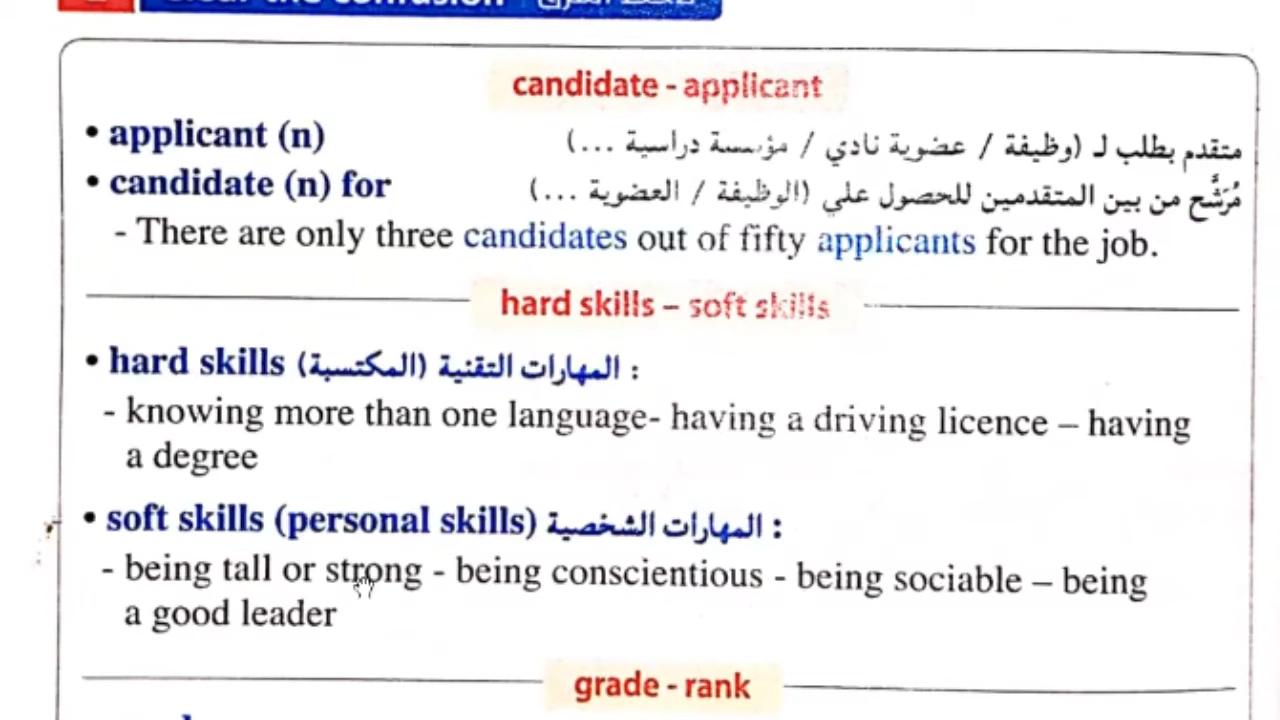 candidate - applicant
• applicant (n) متقدم بطلب لـ (وظيفة / عضوية نادي / مؤسسة دراسية ...)
• candidate (n) for مُرَشَّح من بين المتقدمين للحصول علي (الوظيفة / العضوية ...)
- There are only three candidates out of fifty applicants for the job.
hard skills – soft skills
• hard skills المهارات التقنية (المكتسبة) :
- knowing more than one language- having a driving licence – having
a degree
• soft skills (personal skills) المهارات الشخصية :
- being tall or strong - being conscientious - being sociable – being
a good leader
grade - rank